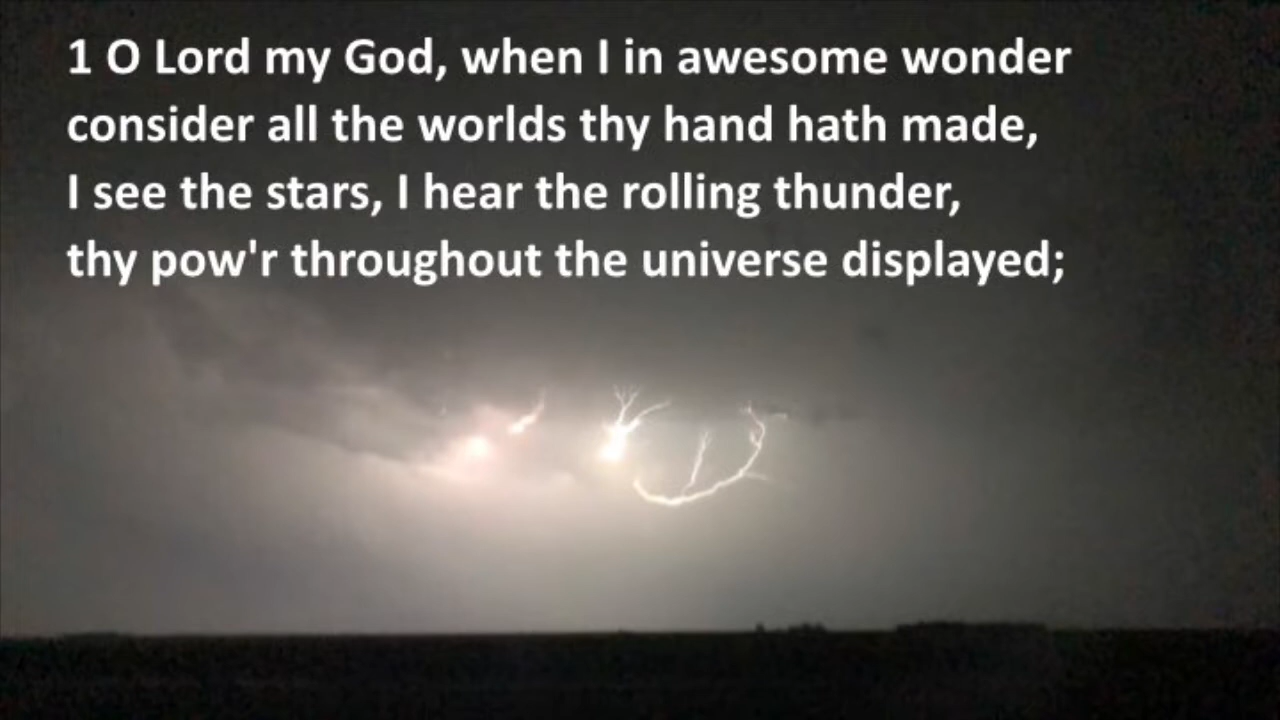 1 O Lord my God, when I in awesome wonder
consider all the worlds thy hand hath made,
I see the stars, I hear the rolling thunder,
thy pow'r throughout the universe displayed;